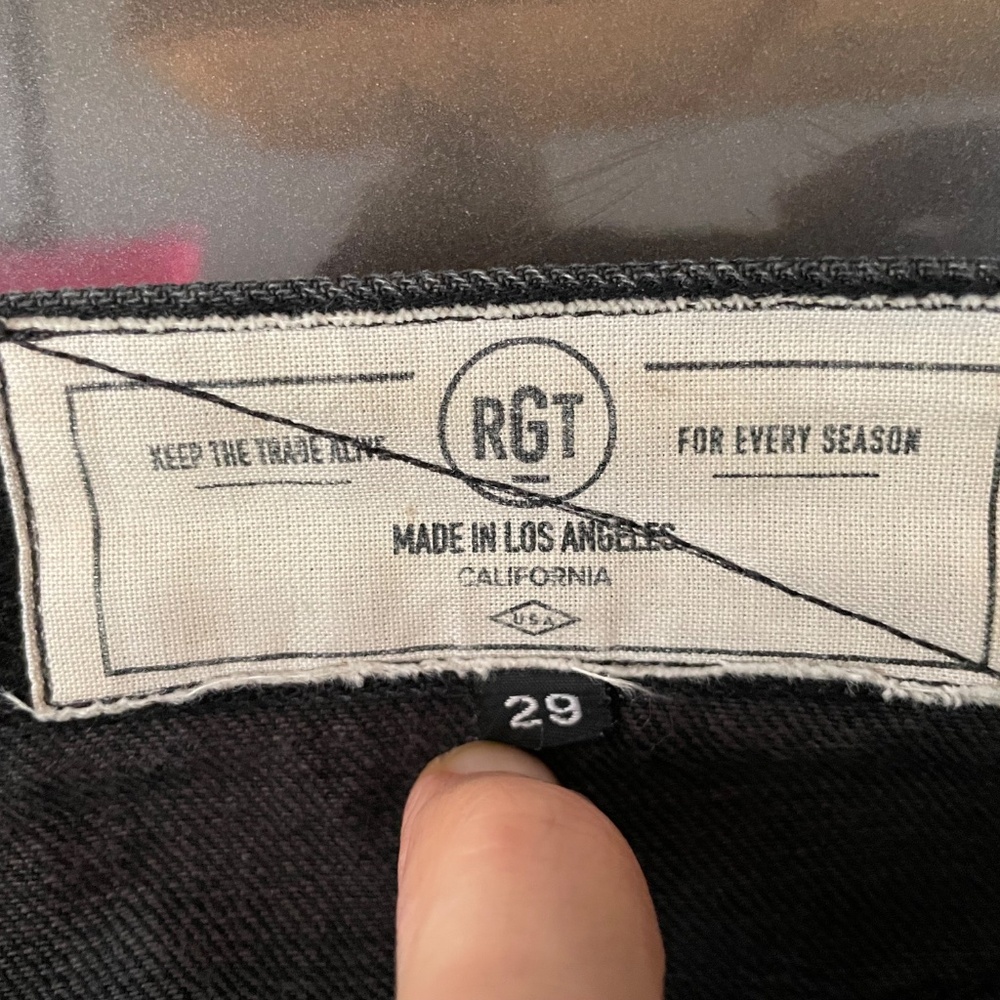 RGT
KEEP THE TRADE ALIVE
FOR EVERY SEASON
MADE IN LOS ANGELES
CALIFORNIA
USA
29